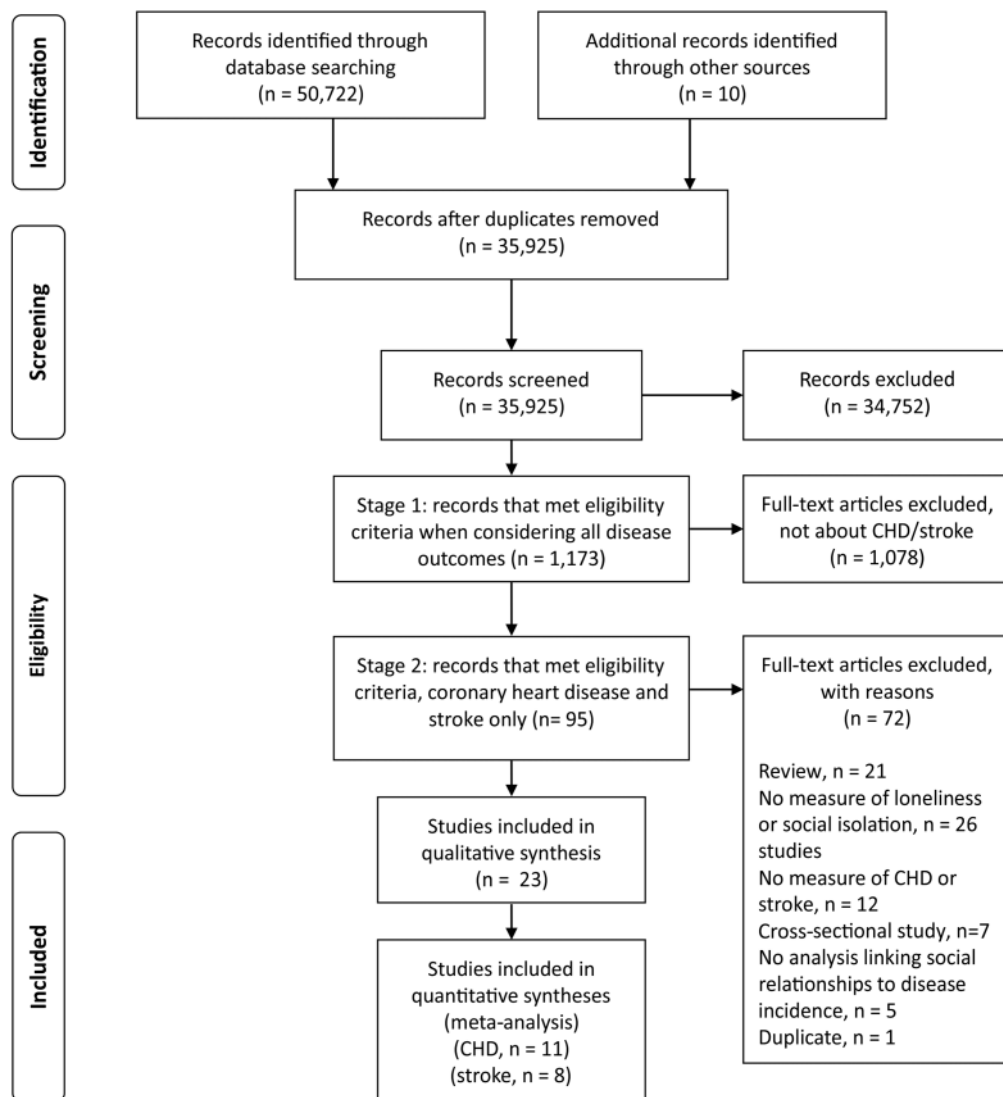 Identification
Records identified through
database searching
(n = 50,722)
Additional records identified
through other sources
(n = 10)
Records after duplicates removed
(n = 35,925)
Screening
Records screened
(n = 35,925)
Records excluded
(n = 34,752)
Eligibility
Stage 1: records that met eligibility
criteria when considering all disease
outcomes (n = 1,173)
Full-text articles excluded,
not about CHD/stroke
(n = 1,078)
Stage 2: records that met eligibility
criteria, coronary heart disease and
stroke only (n= 95)
Full-text articles excluded,
with reasons
(n = 72)
Review, n = 21
No measure of loneliness
or social isolation, n = 26
studies
No measure of CHD or
stroke, n = 12
Cross-sectional study, n=7
No analysis linking social
relationships to disease
incidence, n = 5
Duplicate, n = 1
Included
Studies included in
qualitative synthesis
(n =  23)
Studies included in
quantitative syntheses
(meta-analysis)
(CHD, n = 11)
(stroke, n = 8)